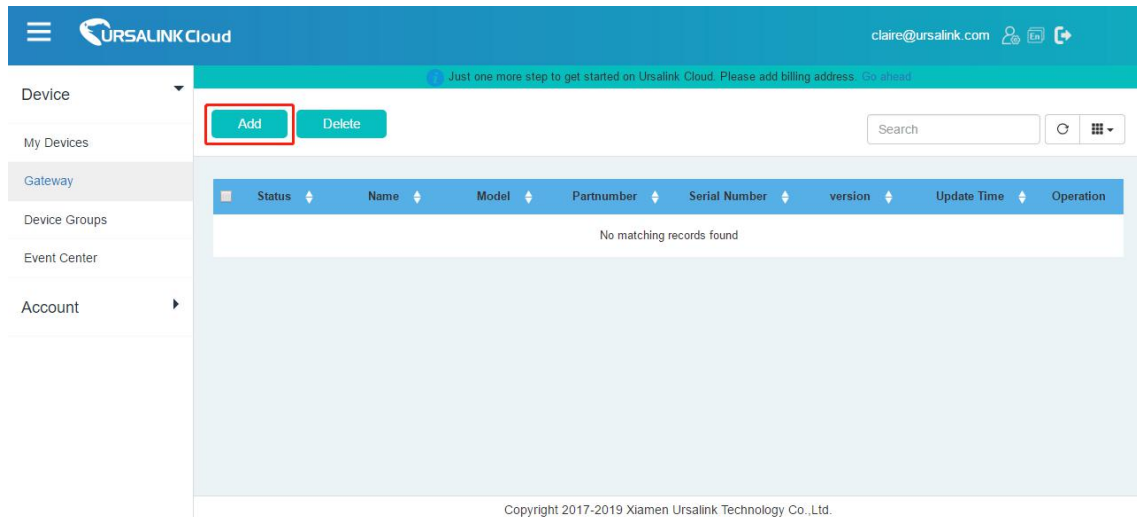 URSALINK Cloud
claire@ursalink.com En
Just one more step to get started on Ursalink Cloud. Please add billing address. Go ahead
Device
Add Delete
Search
My Devices
Gateway
Status Name Model Partnumber Serial Number version Update Time Operation
Device Groups
No matching records found
Event Center
Account
Copyright 2017-2019 Xiamen Ursalink Technology Co.,Ltd.